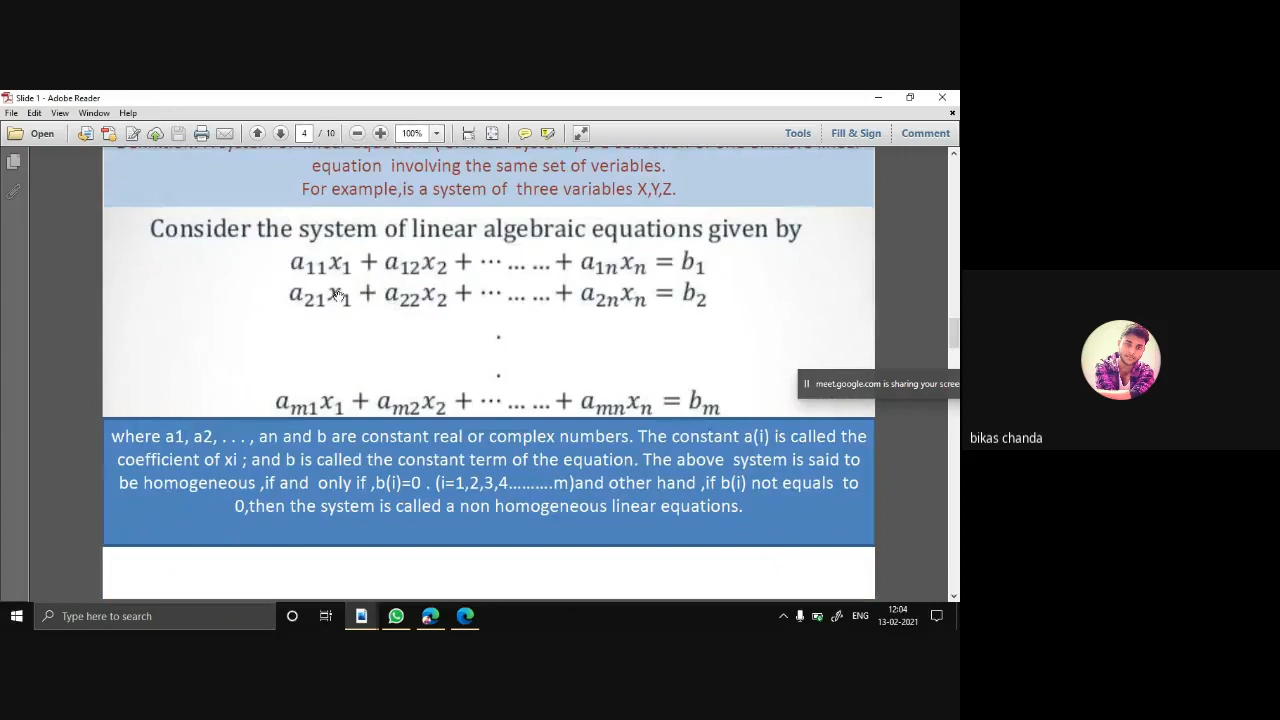 Slide 1 - Adobe Reader
File Edit View Window Help
Open 4 / 10 100% Tools Fill & Sign Comment
equation involving the same set of veriables.
For example,is a system of three variables X,Y,Z.
Consider the system of linear algebraic equations given by
a₁₁x₁ + a₁₂x₂ + ⋯ … … + a₁ₙxₙ = b₁
a₂₁x₁ + a₂₂x₂ + ⋯ … … + a₂ₙxₙ = b₂
.
.
aₘ₁x₁ + aₘ₂x₂ + ⋯ … … + aₘₙxₙ = bₘ
where a1, a2, . . . , an and b are constant real or complex numbers. The constant a(i) is called the
coefficient of xi ; and b is called the constant term of the equation. The above system is said to
be homogeneous ,if and only if ,b(i)=0 . (i=1,2,3,4..........m)and other hand ,if b(i) not equals to
0,then the system is called a non homogeneous linear equations.
meet.google.com is sharing your scree
bikas chanda
Type here to search
ENG
12:04
13-02-2021